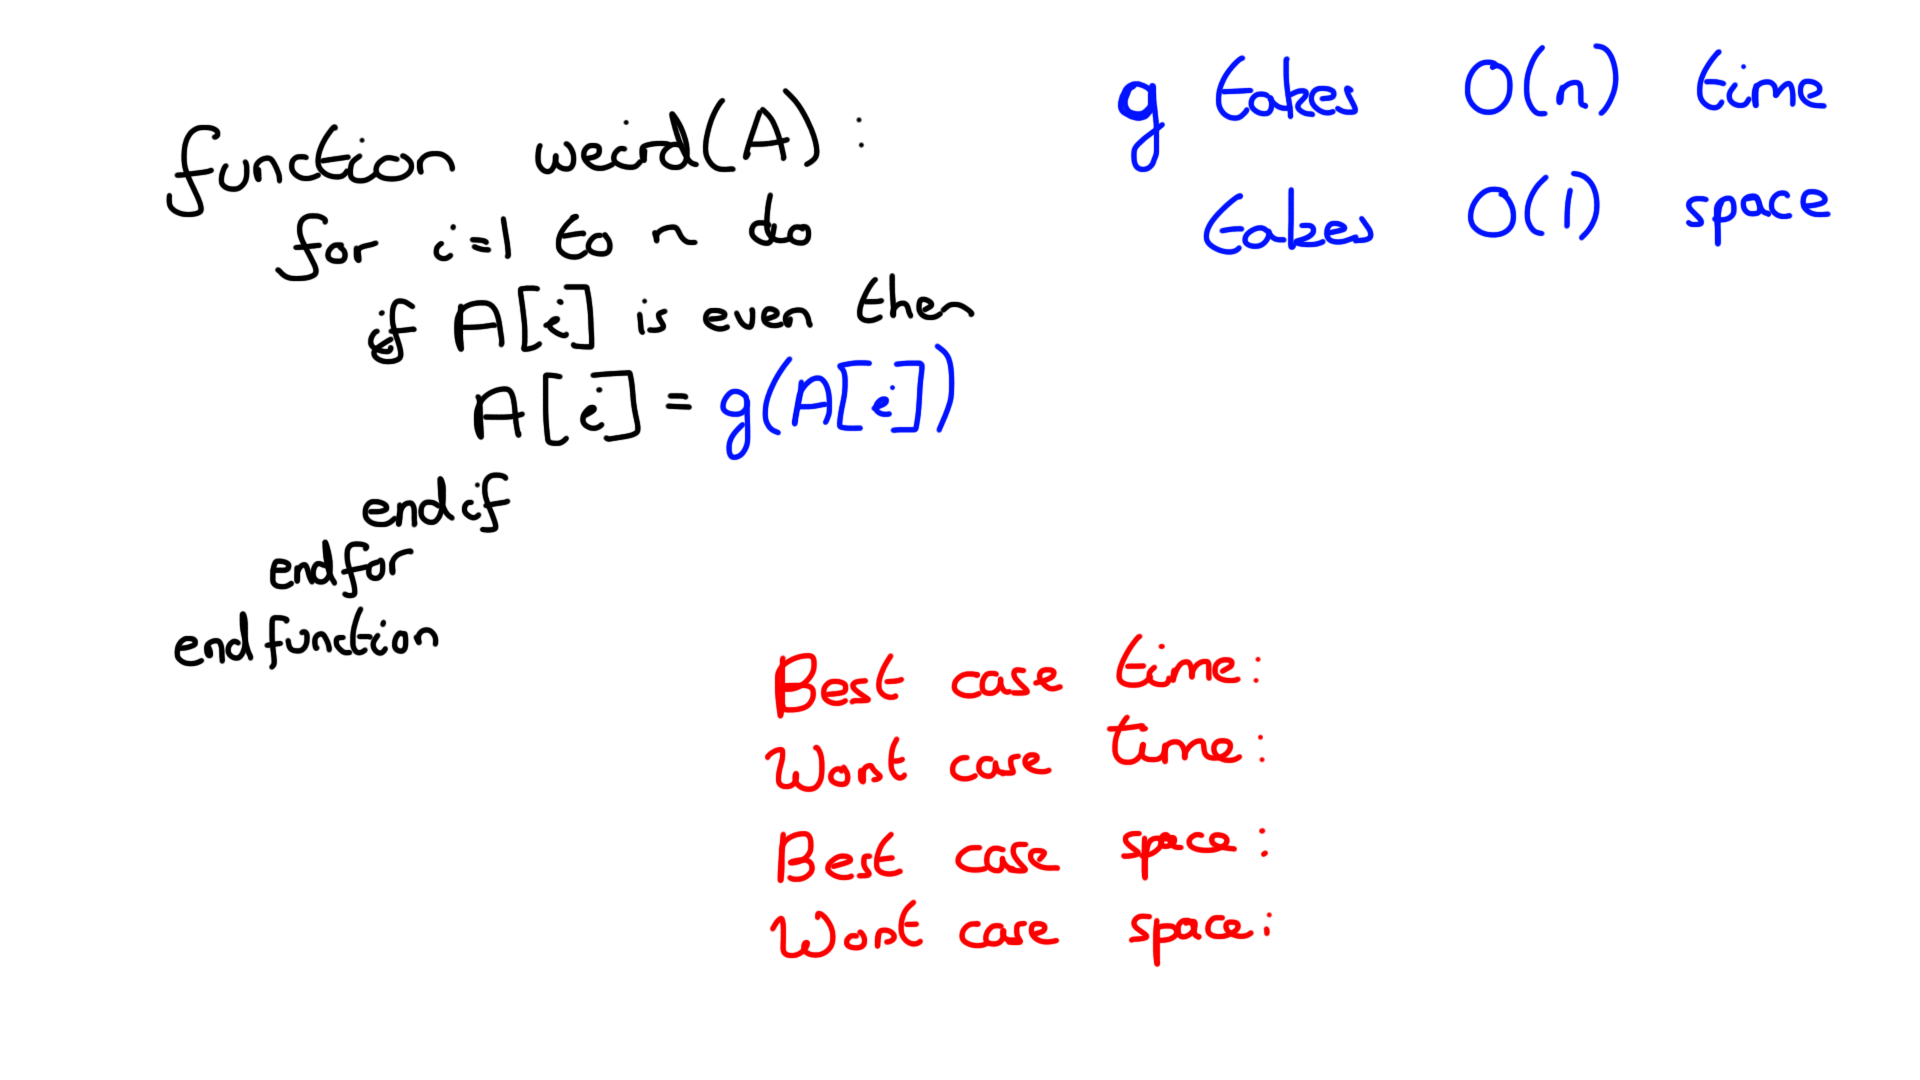 function weird(A):
for i=1 to n do
if A[i] is even then
A[i] = g(A[i])
endif
endfor
endfunction
g takes O(n) time
takes O(1) space
Best case time:
Worst case time:
Best case space:
Worst case space: